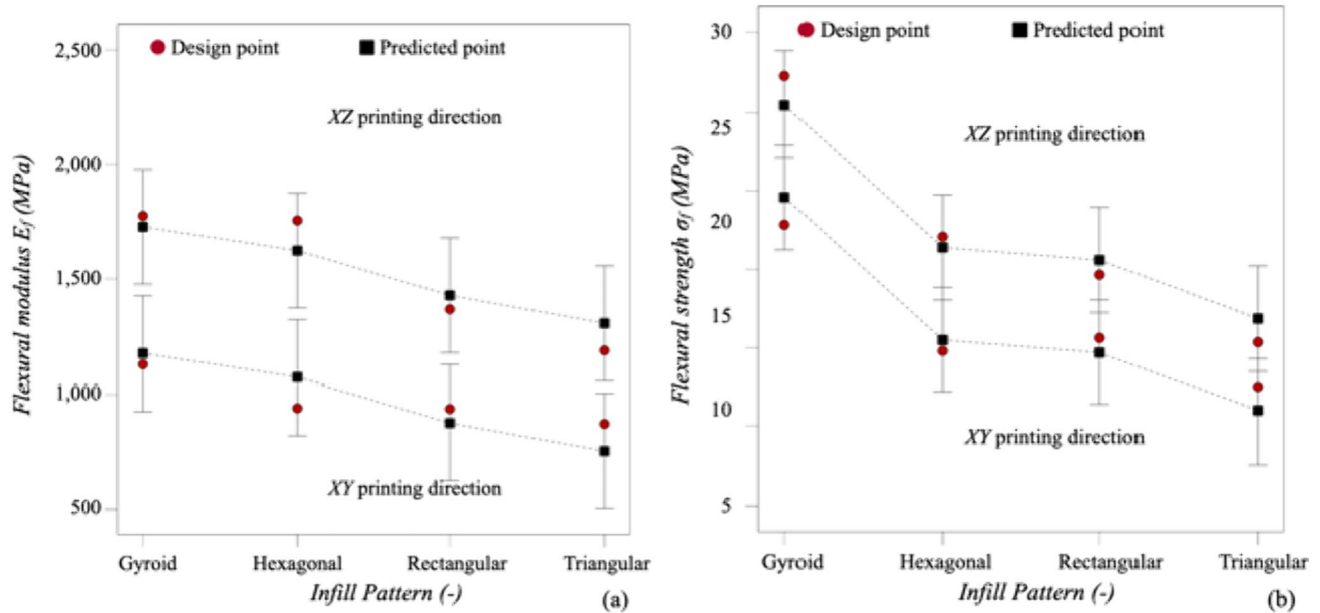 2,500
Design point
Predicted point
XZ printing direction
2,000
1,500
1,000
500
XY printing direction
Flexural modulus Ef (MPa)
Gyroid
Hexagonal
Rectangular
Triangular
Infill Pattern (-)
(a)
30
Design point
Predicted point
25
XZ printing direction
20
15
10
XY printing direction
5
Flexural strength σf (MPa)
Gyroid
Hexagonal
Rectangular
Triangular
Infill Pattern (-)
(b)